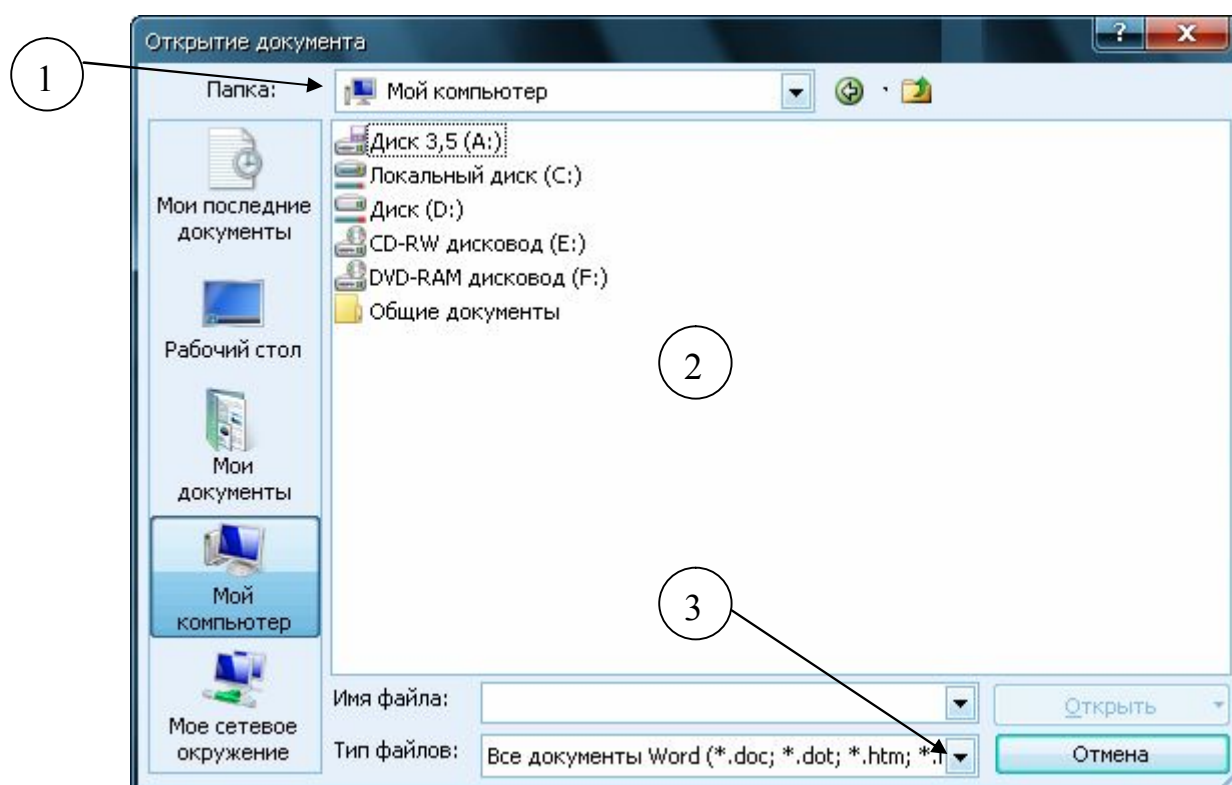 Открытие документа
?
X
1
Папка:
Мой компьютер
Диск 3,5 (A:)
Локальный диск (C:)
Диск (D:)
CD-RW дисковод (E:)
DVD-RAM дисковод (F:)
Общие документы
Мои последние
документы
Рабочий стол
Мои
документы
Мой
компьютер
Мое сетевое
окружение
2
3
Имя файла:
Открыть
Тип файлов:
Все документы Word (*.doc; *.dot; *.htm; *.
Отмена